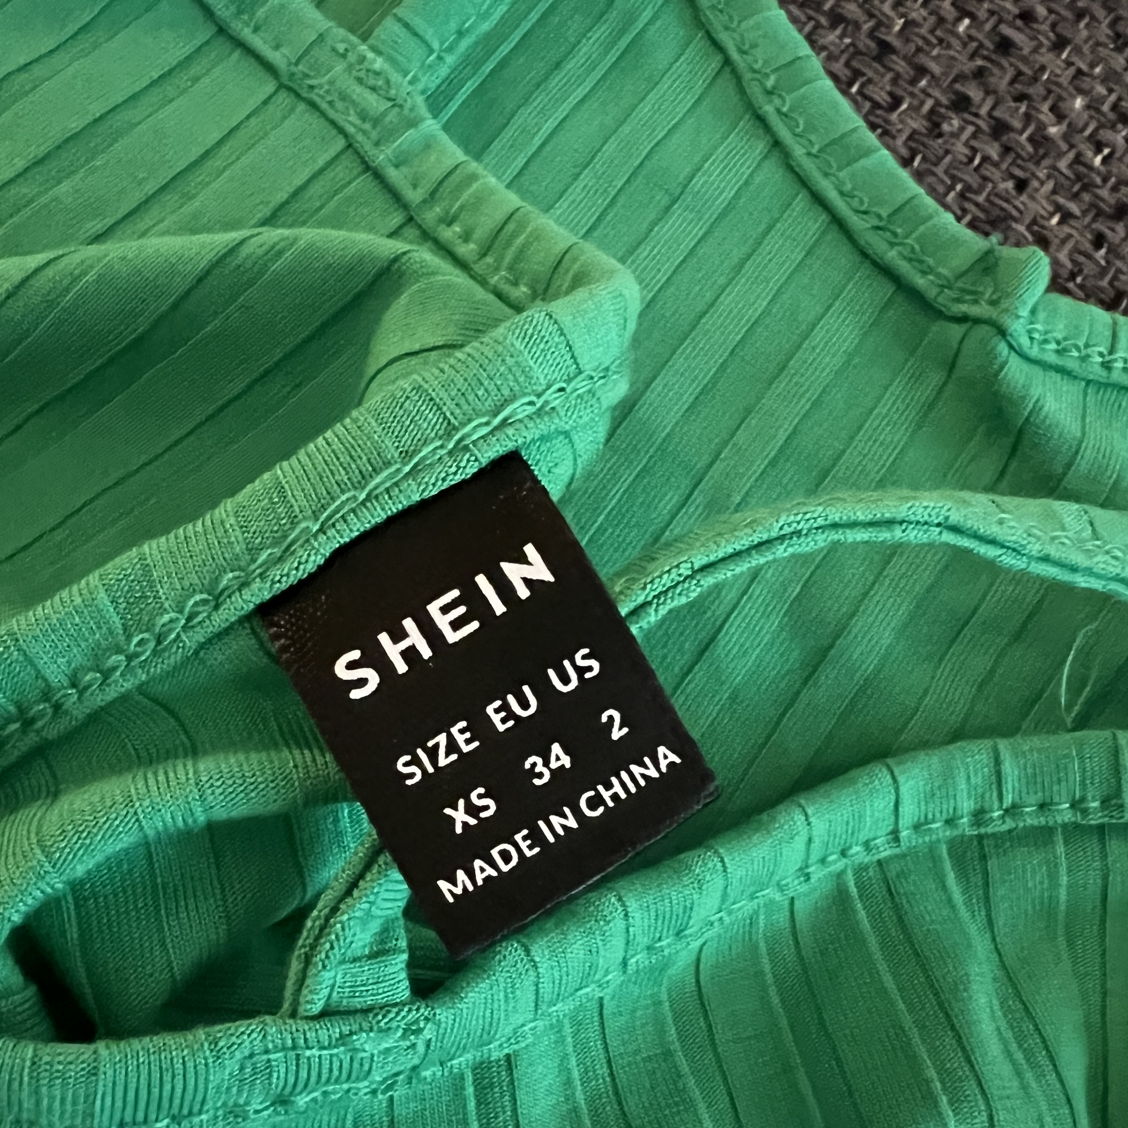 SHEIN
SIZE EU US
XS 34 2
MADE IN CHINA